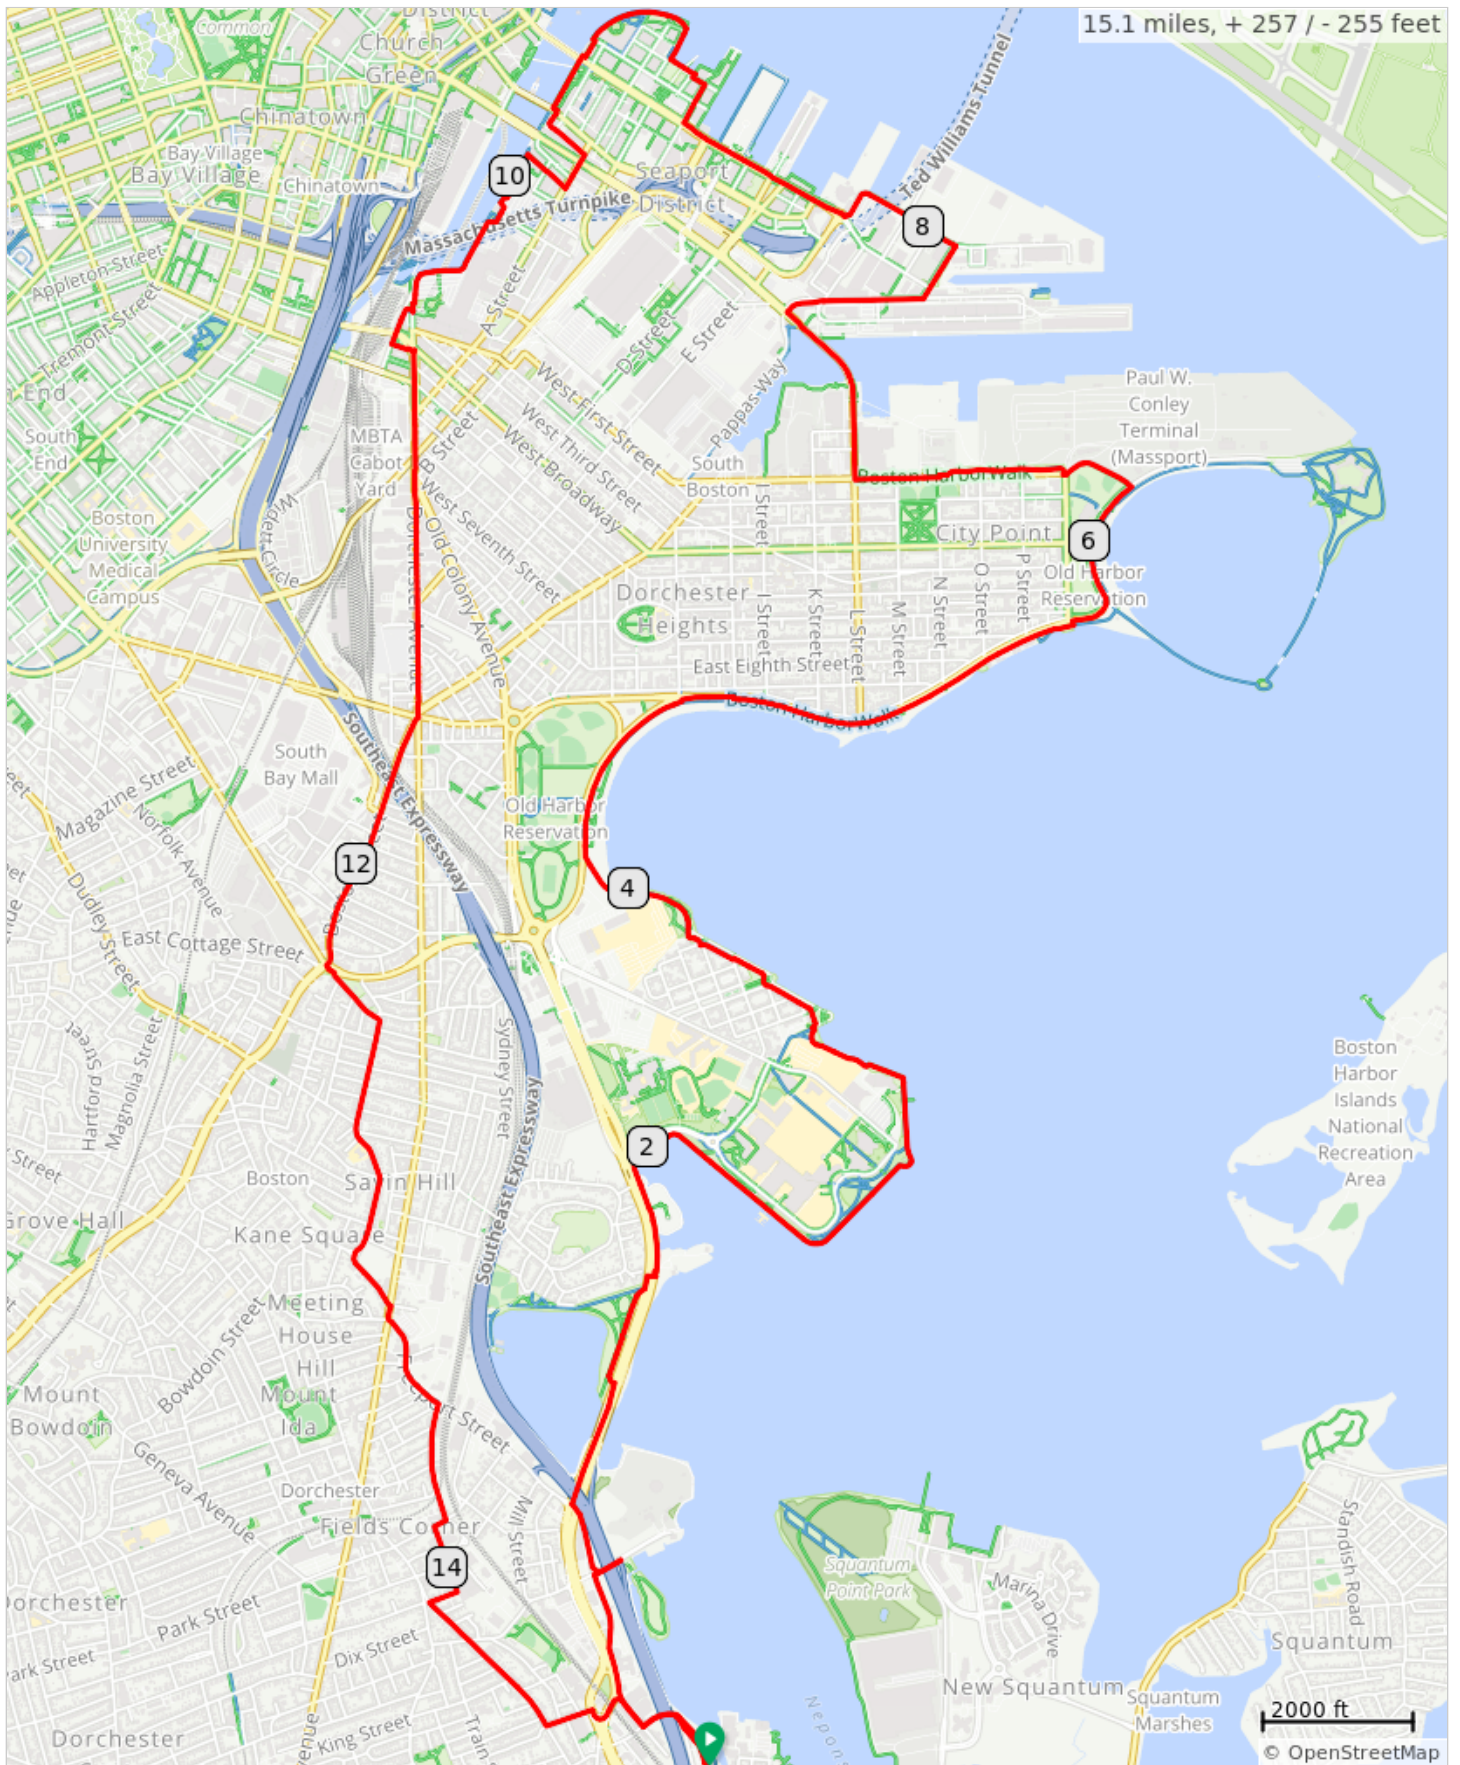 District
Common
Church
Green
15.1 miles, + 257 / - 255 feet
Chinatown
Bay Village
Bay Village
Chinatown
10
Seaport
District
Ted Williams Tunnel
Massachusetts Turnpike
8
Appleton Street
Tremont Street
A Street
D Street
E Street
Pappas Way
n End
South
End
MBTA
Cabot
Yard
B Street
West First Street
West Third Street
West Broadway
South
Boston
Paul W.
Conley
Terminal
(Massport)
Boston HarborWalk
City Point
6
Old Harbor
Reservation
Boston
University
Medical
Campus
Widett Circle
Dorchester Avenue
Old Colony Avenue
West Seventh Street
Dorchester
Heights
I Street
I Street
K Street
L Street
M Street
N Street
O Street
P Street
East Eighth Street
Boston HarborWalk
Southeast Expressway
South
Bay Mall
Magazine Street
Norfolk Avenue
Dudley Street
Old Harbor
Reservation
12
4
East Cottage Street
Hartford Street
Magnolia Street
Sydney Street
Southeast Expressway
Boston
Harbor
Islands
National
Recreation
Area
2
Street
Boston
Savin Hill
Grove Hall
Kane Square
Meeting
House
Hill
Bowdoin Street
Mount
Bowdoin
Mount
Ida
Freeport Street
Geneva Avenue
Dorchester
Fields Corner
Mill Street
14
Dorchester
Park Street
Park Street
Dix Street
King Street
Dorchester
Train
Squantum
Point Park
Marina Drive
Standish Road
Squantum
New Squantum
Squantum
Marshes
Nepons
2000 ft
© OpenStreetMap